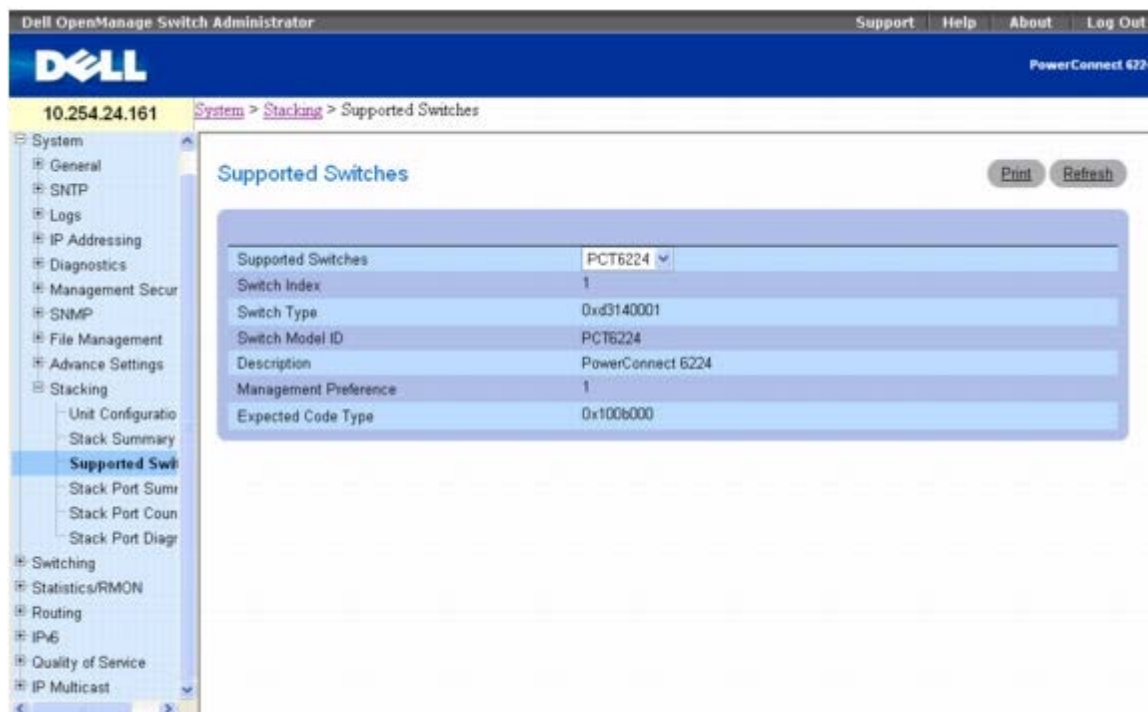 Dell OpenManage Switch Administrator
Support Help About Log Out
DELL
PowerConnect 622
10.254.24.161
System > Stacking > Supported Switches
System
General
SNTP
Logs
IP Addressing
Diagnostics
Management Secur
SNMP
File Management
Advance Settings
Stacking
Unit Configuratio
Stack Summary
Supported Swit
Stack Port Sumr
Stack Port Coun
Stack Port Diagr
Switching
Statistics/RMON
Routing
IPv6
Quality of Service
IP Multicast
Supported Switches
Print Refresh
Supported Switches PCT6224
Switch Index 1
Switch Type 0xd3140001
Switch Model ID PCT6224
Description PowerConnect 6224
Management Preference 1
Expected Code Type 0x100b000